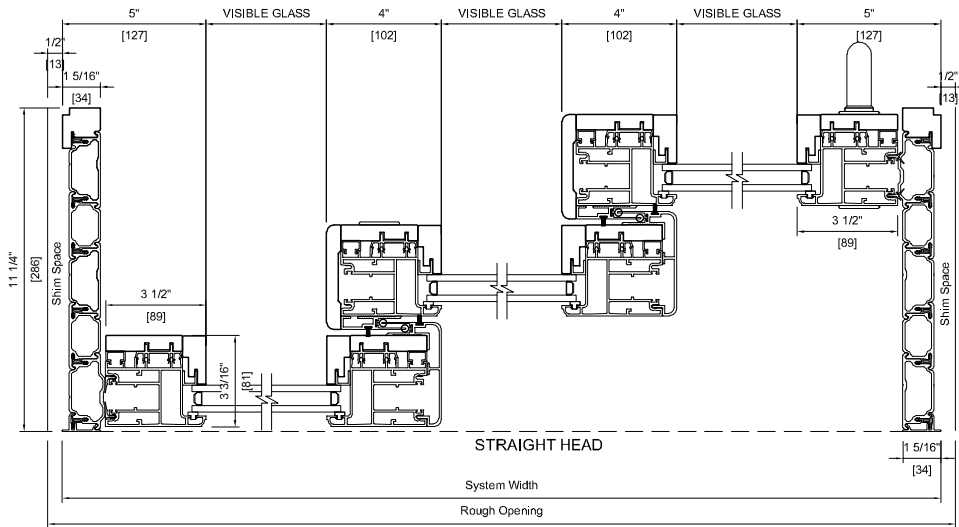 5" VISIBLE GLASS 4" VISIBLE GLASS 4" VISIBLE GLASS 5"
[127] [102] [102] [127]
1/2"
[13]
1 5/16"
[34]
1/2"
[13]
3 1/2"
[89]
11 1/4"
[286]
Shim Space
Shim Space
3 1/2"
[89]
3 3/16"
[81]
STRAIGHT HEAD
1 5/16"
[34]
System Width
Rough Opening